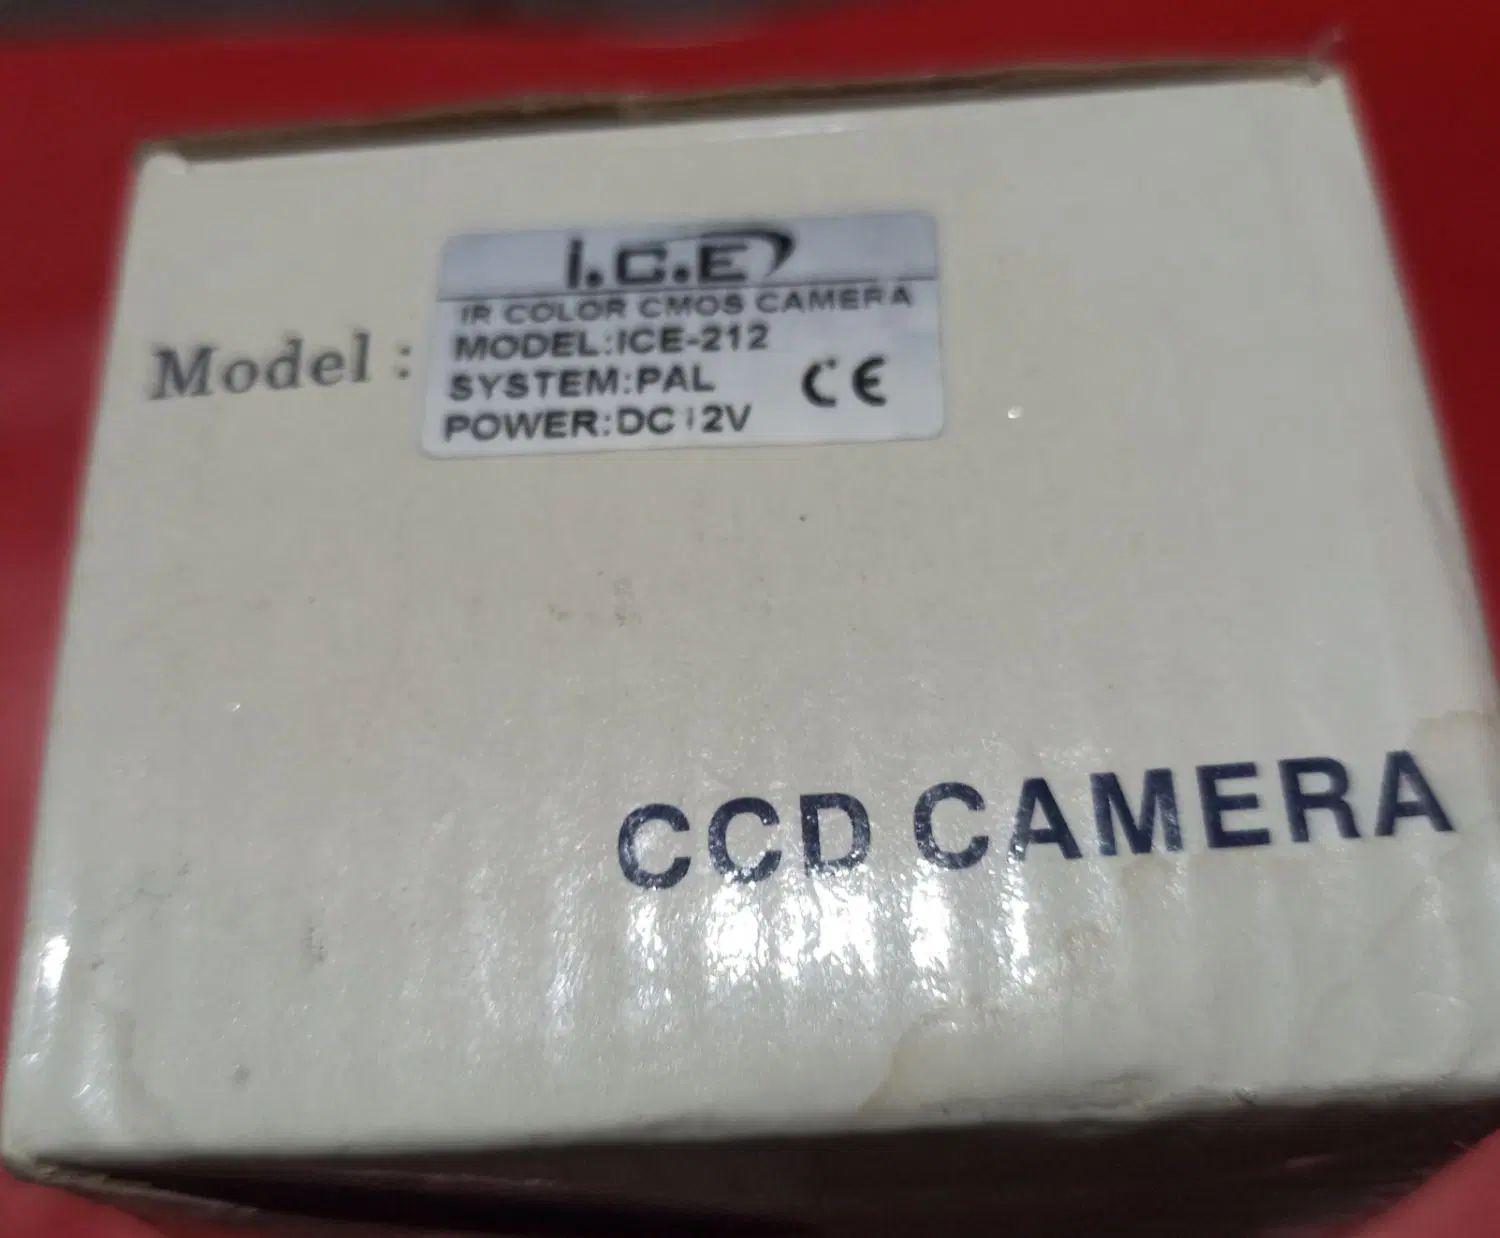 I.C.E
IR COLOR CMOS CAMERA
Model :
MODEL:ICE-212
SYSTEM:PAL
CE
POWER:DC12V
CCD CAMERA